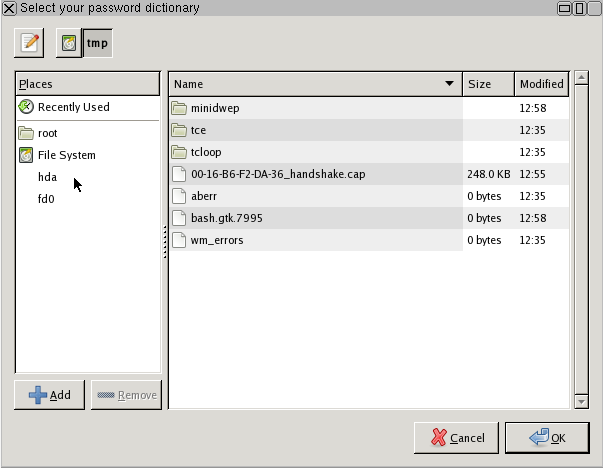 Select your password dictionary
tmp
Places
Recently Used
root
File System
hda
fd0
Name Size Modified
minidwep 12:58
tce 12:35
tcloop 12:35
00-16-B6-F2-DA-36_handshake.cap 248.0 KB 12:55
aberr 0 bytes 12:35
bash.gtk.7995 0 bytes 12:58
wm_errors 0 bytes 12:35
Add Remove
Cancel OK